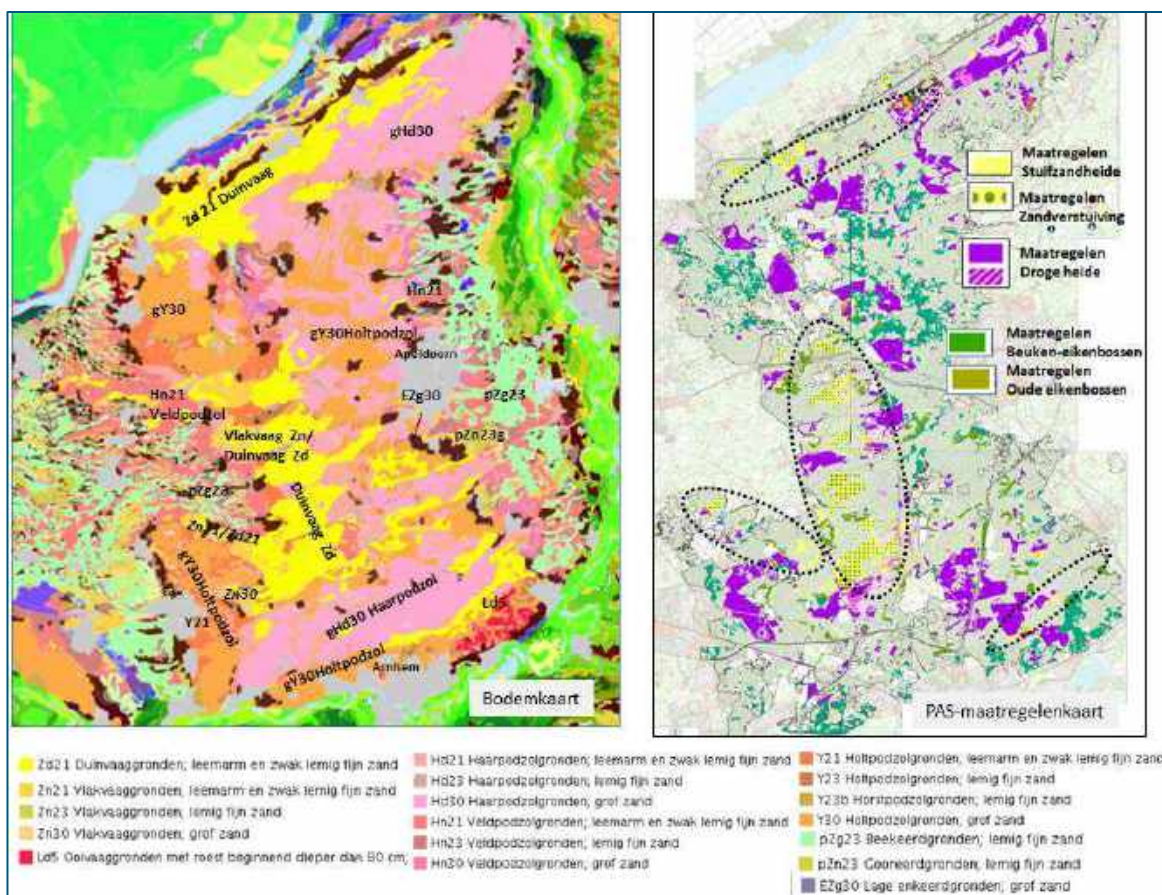 gHd30
Zd 21 Duinvaag
gY30
Hn21
gY30Holtpodzol
Apeldoorn
Hn21
Veldpodzol
EZg30
pZg23
Vlakvaag Zn/
Duinvaag Zd
pZn23g
pZg23
Duinvaag Zd
Zn21/Zd21
gY30Holtpodzol
Zn30
gHd30 Haarpodzol
Ld5
Y21
gY30Holtpodzol
Arnhem
Bodemkaart
Maatregelen
Stuifzandheide
Maatregelen
Zandverstuiving
Maatregelen
Droge heide
Maatregelen
Beuken-eikenbossen
Maatregelen
Oude eikenbossen
PAS-maatregelenkaart
Zd21 Duinvaaggronden; leemarm en zwak lemig fijn zand
Zn21 Vlakvaaggronden; leemarm en zwak lemig fijn zand
Zn23 Vlakvaaggronden; lemig fijn zand
Zn30 Vlakvaaggronden; grof zand
Ld5 Ooivaaggronden met roest beginnend dieper dan 80 cm;
Hd21 Haarpodzolgronden; leemarm en zwak lemig fijn zand
Hd23 Haarpodzolgronden; lemig fijn zand
Hd30 Haarpodzolgronden; grof zand
Hn21 Veldpodzolgronden; leemarm en zwak lemig fijn zand
Hn23 Veldpodzolgronden; lemig fijn zand
Hn30 Veldpodzolgronden; grof zand
Y21 Holtpodzolgronden; leemarm en zwak lemig fijn zand
Y23 Holtpodzolgronden; lemig fijn zand
Y23b Horstpodzolgronden; lemig fijn zand
Y30 Holtpodzolgronden; grof zand
pZg23 Beekeerdgronden; lemig fijn zand
pZn23 Gooreerdgronden; lemig fijn zand
EZg30 Lage enkeerdgronden; grof zand